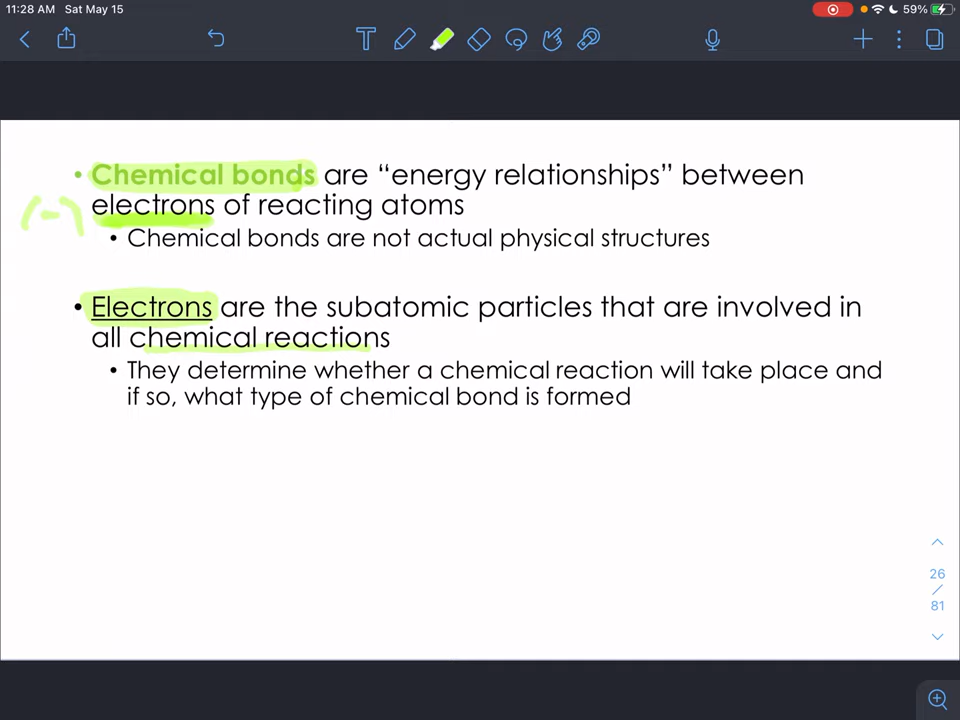 11:28 AM Sat May 15
59%
• Chemical bonds are “energy relationships” between
(-) electrons of reacting atoms
• Chemical bonds are not actual physical structures
• Electrons are the subatomic particles that are involved in
all chemical reactions
• They determine whether a chemical reaction will take place and
if so, what type of chemical bond is formed
26
/
81